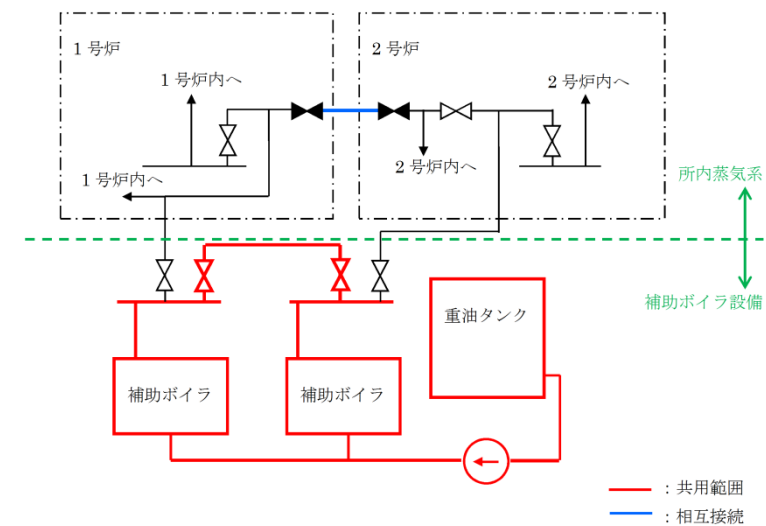 1号炉
2号炉
1号炉内へ
2号炉内へ
2号炉内へ
1号炉内へ
所内蒸気系
補助ボイラ設備
重油タンク
補助ボイラ
補助ボイラ
：共用範囲
：相互接続